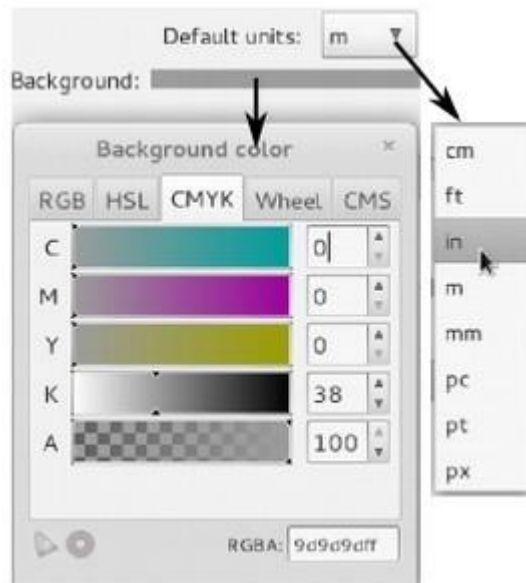 Default units: m
Background:
Background color
RGB HSL CMYK Wheel CMS
C 0
M 0
Y 0
K 38
A 100
RGBA: 9d9d9dff
cm
ft
in
m
mm
pc
pt
px